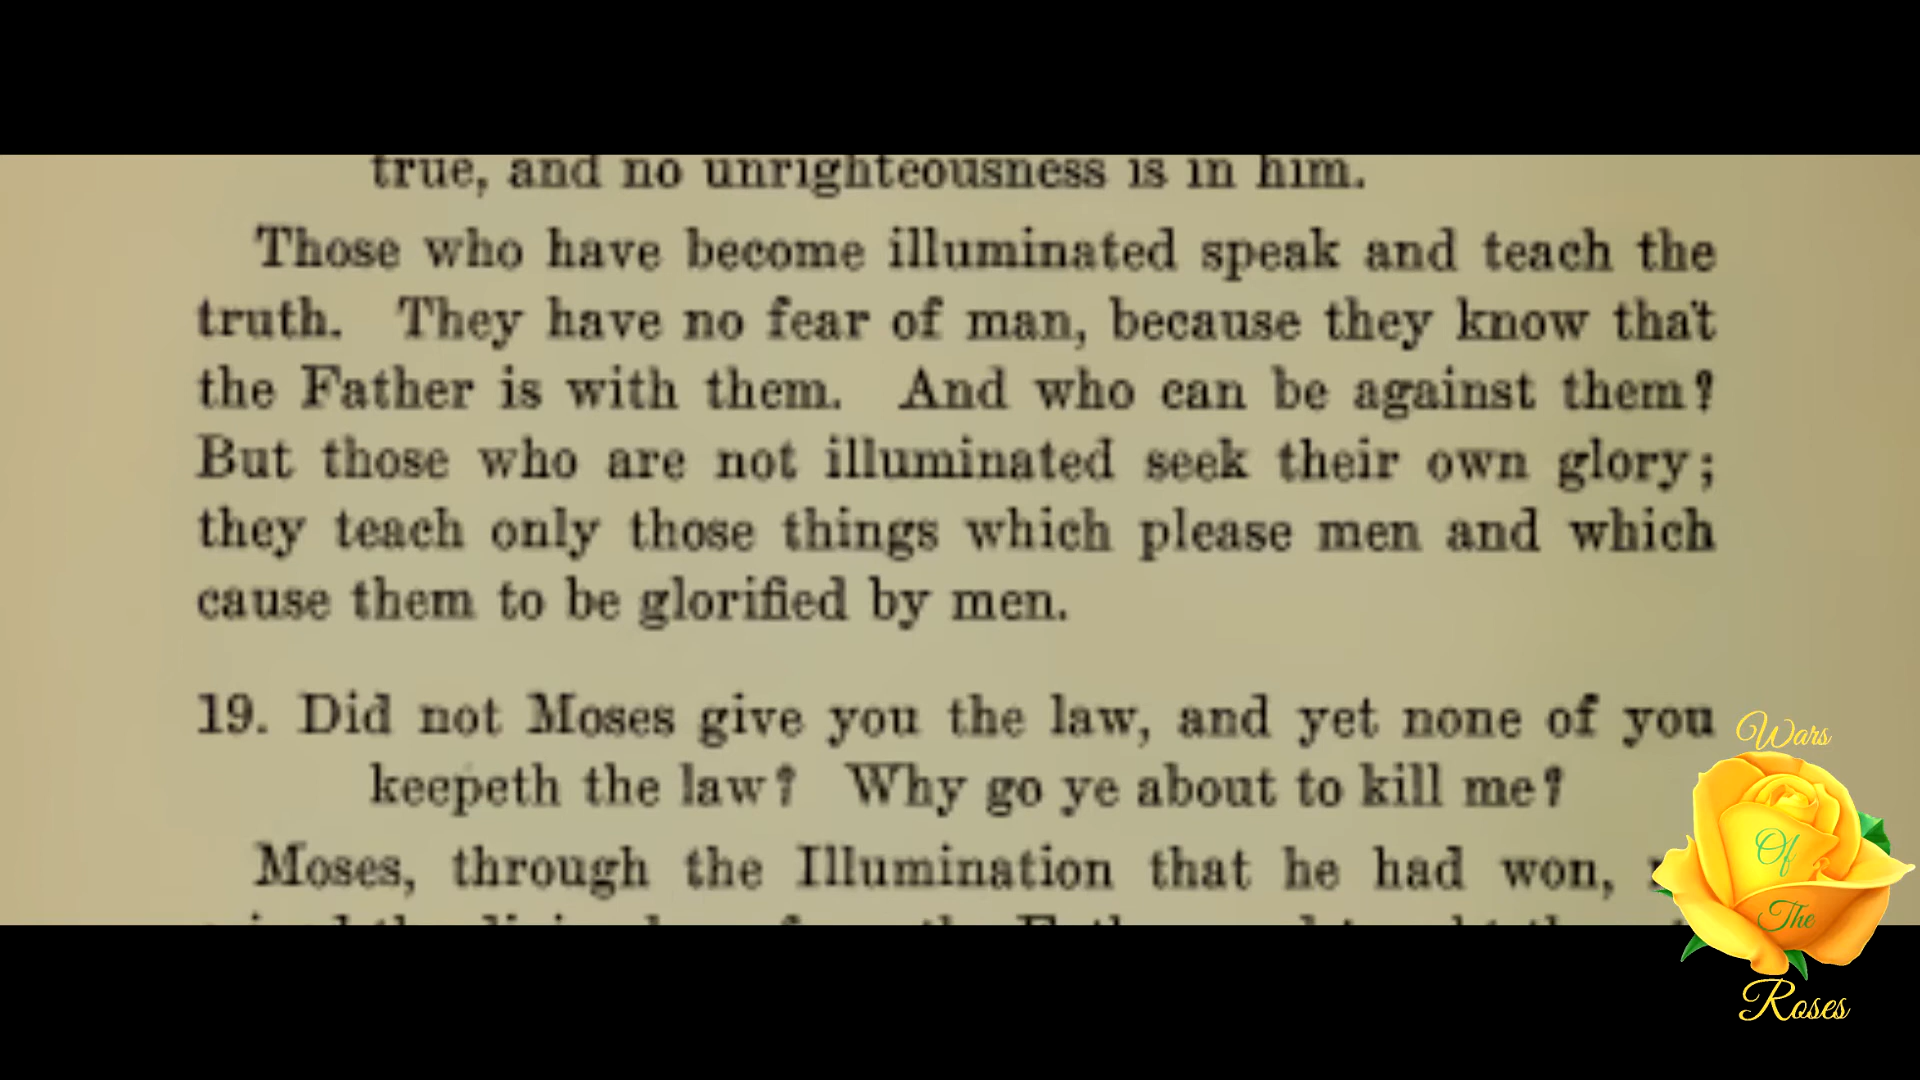 true, and no unrighteousness is in him.
Those who have become illuminated speak and teach the
truth. They have no fear of man, because they know that
the Father is with them. And who can be against them?
But those who are not illuminated seek their own glory;
they teach only those things which please men and which
cause them to be glorified by men.
19. Did not Moses give you the law, and yet none of you
keepeth the law? Why go ye about to kill me?
Moses, through the Illumination that he had won,
Wars
Of
The
Roses